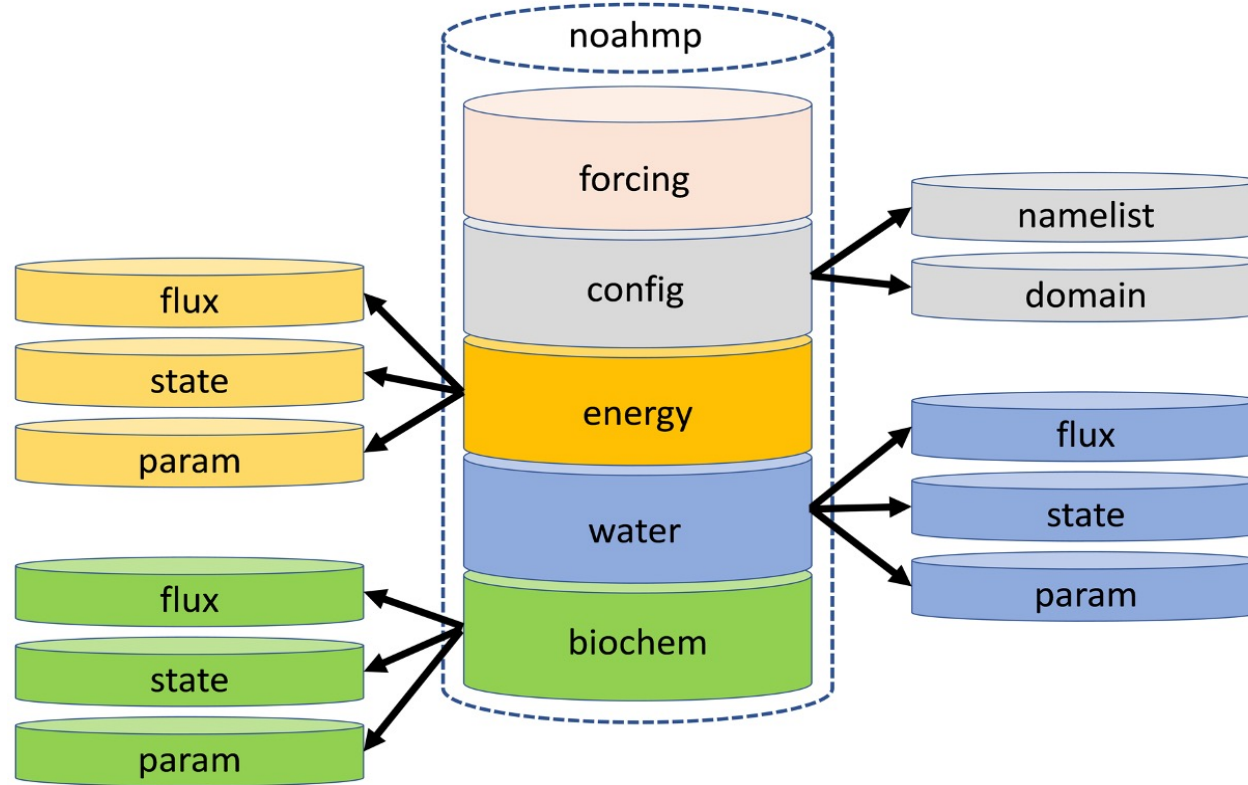 noahmp
forcing
config
energy
water
biochem
namelist
domain
flux
state
param
flux
state
param
flux
state
param